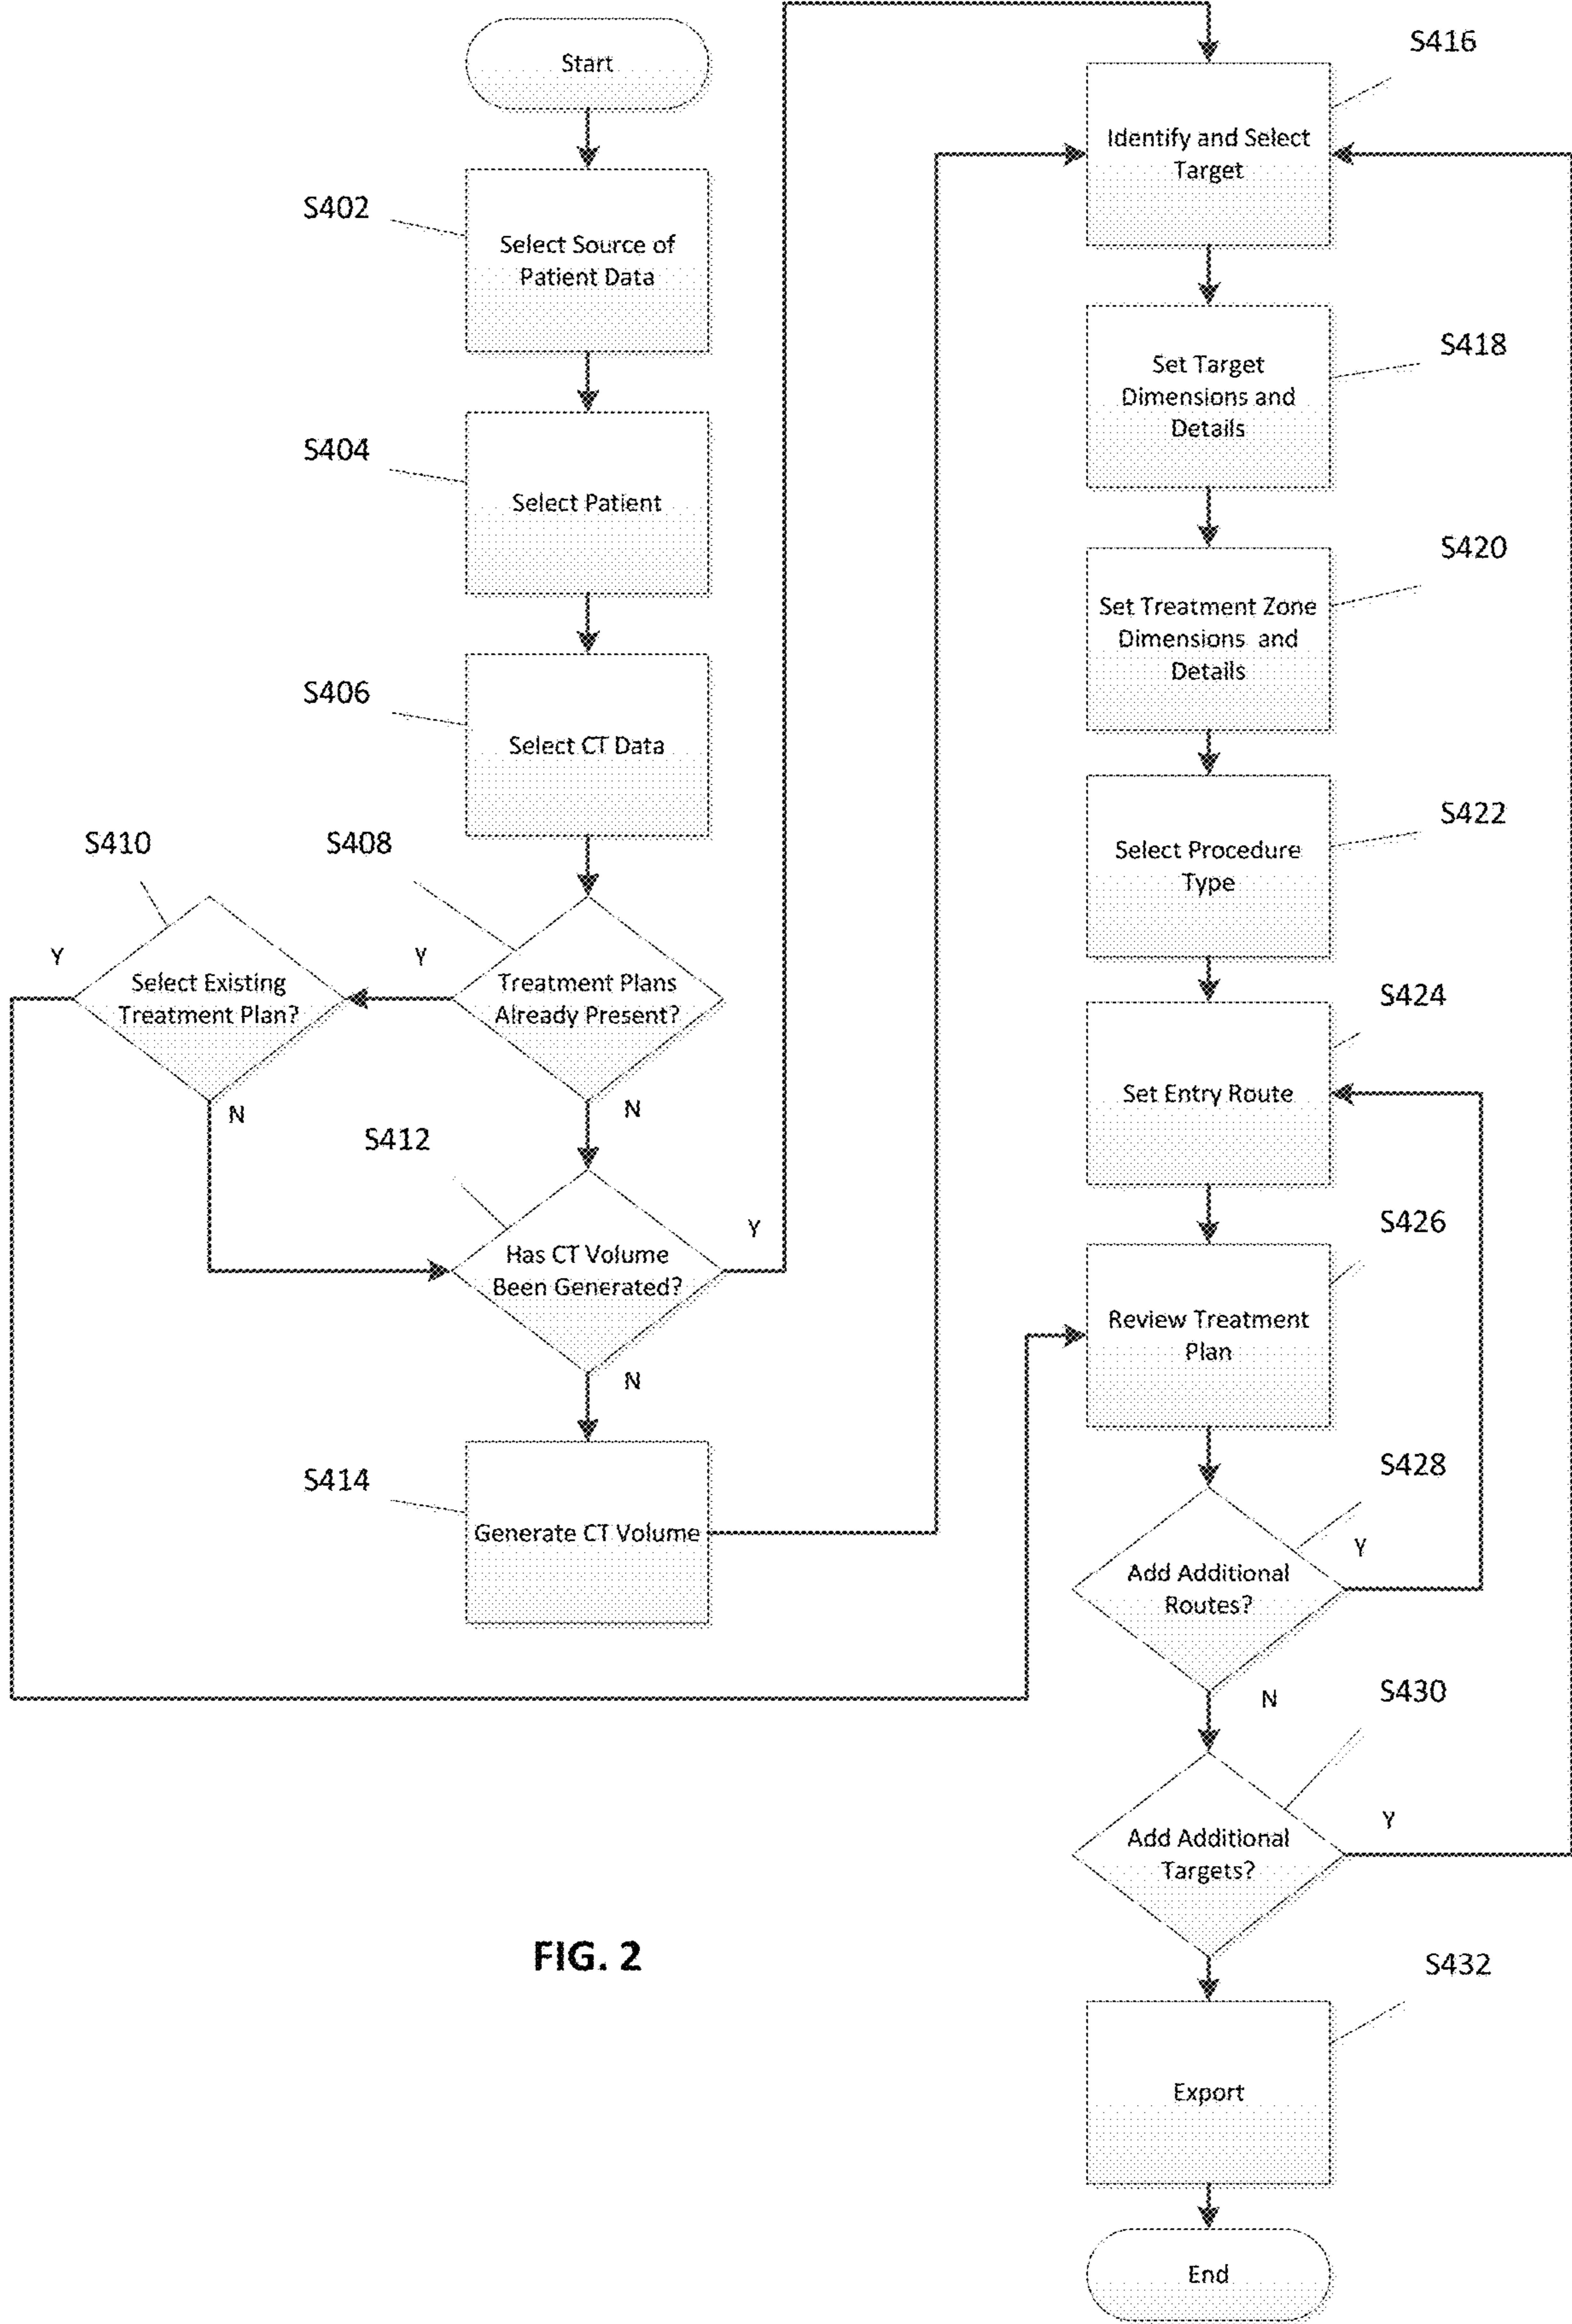 Start
S402
Select Source of
Patient Data
S404
Select Patient
S406
Select CT Data
S410
S408
Y
Y
Select Existing
Treatment Plan?
Treatment Plans
Already Present?
N
N
S412
Y
Has CT Volume
Been Generated?
N
S414
Generate CT Volume
S416
Identify and Select
Target
S418
Set Target
Dimensions and
Details
S420
Set Treatment Zone
Dimensions and
Details
S422
Select Procedure
Type
S424
Set Entry Route
S426
Review Treatment
Plan
S428
Y
Add Additional
Routes?
N
S430
Y
Add Additional
Targets?
S432
Export
End
FIG. 2